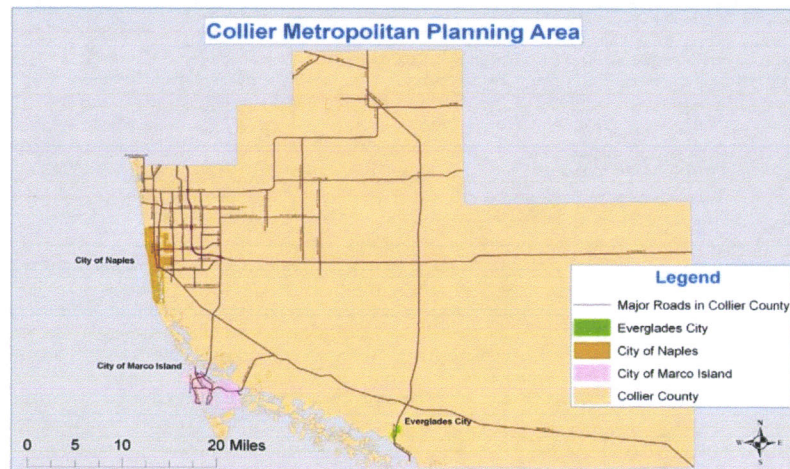 Collier Metropolitan Planning Area
City of Naples
City of Marco Island
Everglades City
Legend
Major Roads in Collier County
Everglades City
City of Naples
City of Marco Island
Collier County
0 5 10 20 Miles
N
W E
S